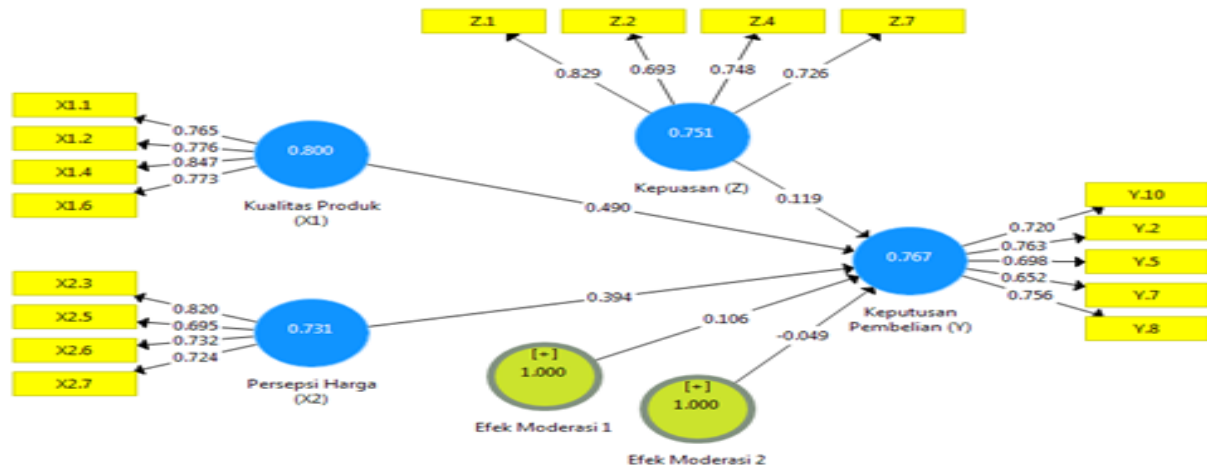 Z.1
Z.2
Z.4
Z.7
0.829
0.693
0.748
0.726
0.751
Kepuasan (Z)
0.119
X1.1
X1.2
X1.4
X1.6
0.765
0.776
0.847
0.773
0.800
Kualitas Produk
(X1)
0.490
X2.3
X2.5
X2.6
X2.7
0.820
0.695
0.732
0.724
0.731
Persepsi Harga
(X2)
0.394
[+]
1.000
Efek Moderasi 1
0.106
[+]
1.000
Efek Moderasi 2
-0.049
0.767
Keputusan
Pembelian (Y)
0.720
0.763
0.698
0.652
0.756
Y.10
Y.2
Y.5
Y.7
Y.8